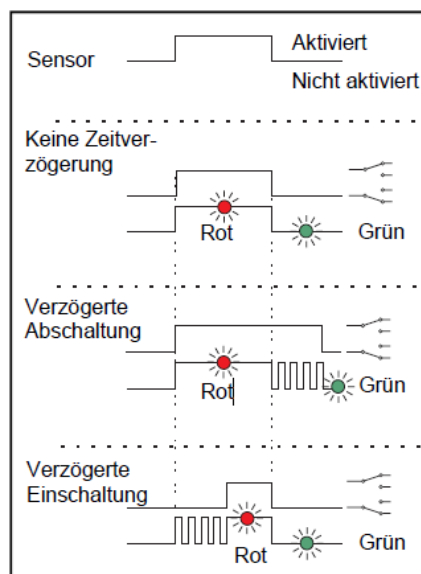 Sensor
Aktiviert
Nicht aktiviert
Keine Zeitver-
zögerung
Rot
Grün
Verzögerte
Abschaltung
Rot
Grün
Verzögerte
Einschaltung
Rot
Grün